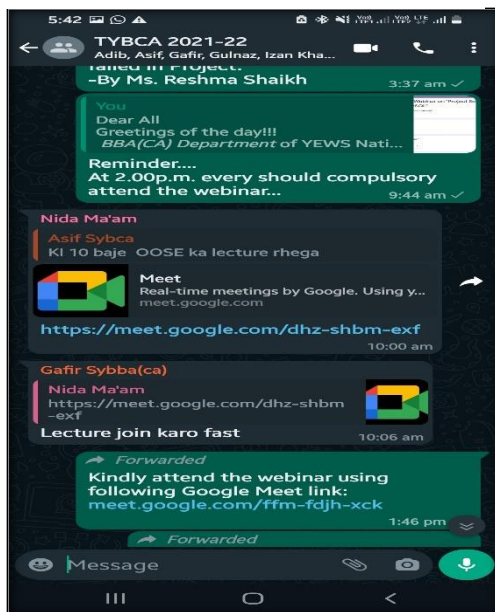 5:42
TYBCA 2021-22
Adib, Asif, Gafir, Gulnaz, Izan Kha...
failed in Project.
-By Ms. Reshma Shaikh
3:37 am
You
Dear All
Greetings of the day!!!
BBA(CA) Department of YEWS Nati...
Reminder....
At 2.00p.m. every should compulsory
attend the webinar...
9:44 am
Nida Ma'am
Asif Sybca
Kl 10 baje OOSE ka lecture rhega
Meet
Real-time meetings by Google. Using y...
meet.google.com
https://meet.google.com/dhz-shbm-exf
10:00 am
Gafir Sybba(ca)
Nida Ma'am
https://meet.google.com/dhz-shbm
-exf
Lecture join karo fast
10:06 am
Forwarded
Kindly attend the webinar using
following Google Meet link:
meet.google.com/ffm-fdjh-xck
1:46 pm
Forwarded
Message